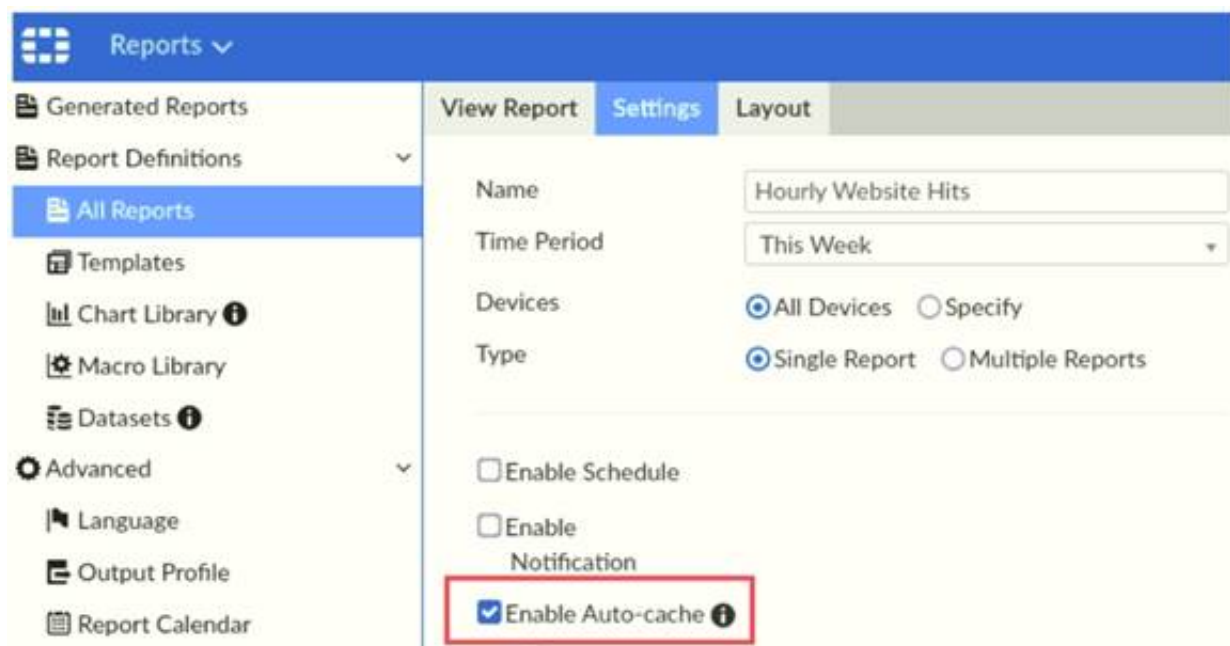 Reports
Generated Reports
Report Definitions
All Reports
Templates
Chart Library
Macro Library
Datasets
Advanced
Language
Output Profile
Report Calendar
View Report Settings Layout
Name Hourly Website Hits
Time Period This Week
Devices All Devices Specify
Type Single Report Multiple Reports
Enable Schedule
Enable
Notification
Enable Auto-cache